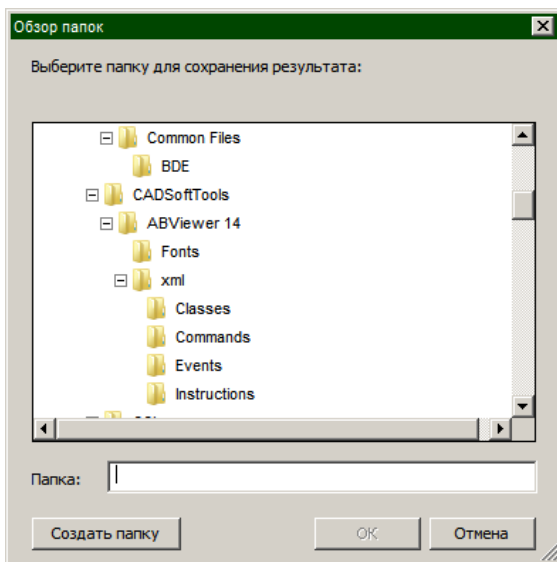 Обзор папок
Выберите папку для сохранения результата:
Common Files
BDE
CADSoftTools
ABViewer 14
Fonts
xml
Classes
Commands
Events
Instructions
Папка:
Создать папку
OK
Отмена